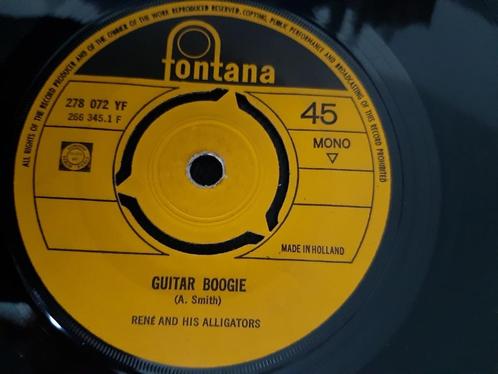 ALL RIGHTS OF THE RECORD PRODUCER AND OF THE OWNER OF THE WORK REPRODUCED RESERVED. COPYING, PUBLIC PERFORMANCE AND BROADCASTING OF THIS RECORD PROHIBITED
fontana
278 072 YF
266 345.1 F
45
MONO
MADE IN HOLLAND
GUITAR BOOGIE
(A. Smith)
RENÉ AND HIS ALLIGATORS